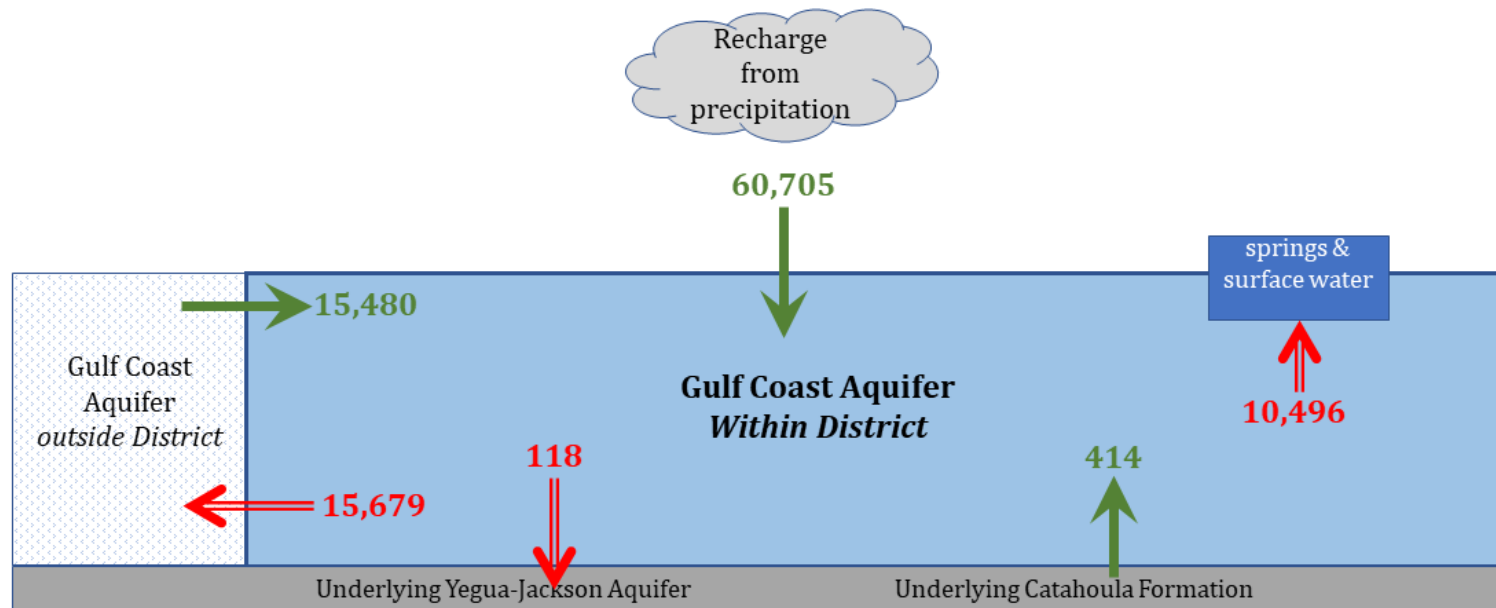 Recharge
from
precipitation
60,705
springs &
surface water
15,480
Gulf Coast
Aquifer
outside District
Gulf Coast Aquifer
Within District
10,496
118
414
15,679
Underlying Yegua-Jackson Aquifer
Underlying Catahoula Formation